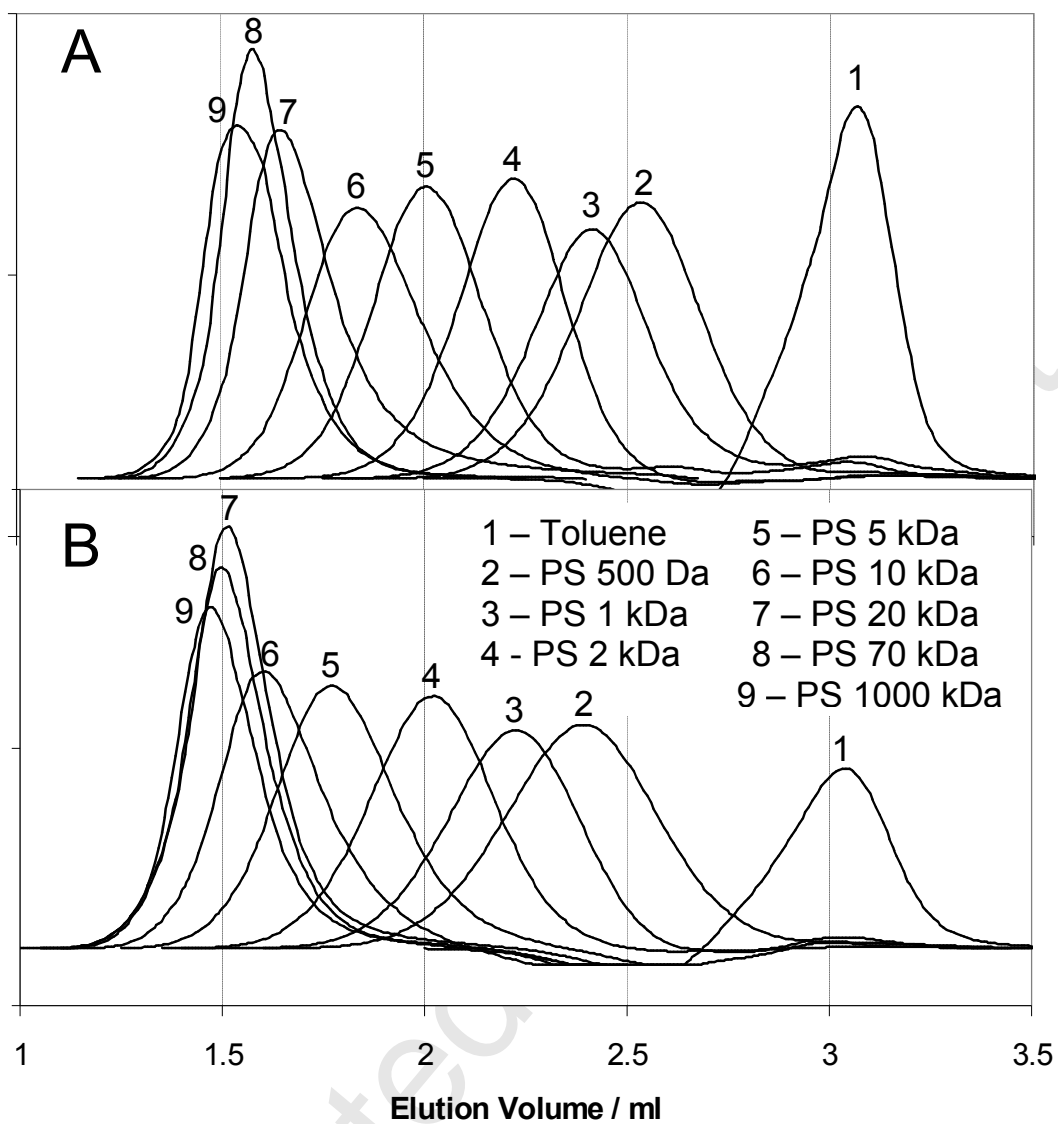 A
8
9
7
6
5
4
3
2
1
B
7
8
9
6
5
4
3
2
1
1 – Toluene
2 – PS 500 Da
3 – PS 1 kDa
4 - PS 2 kDa
5 – PS 5 kDa
6 – PS 10 kDa
7 – PS 20 kDa
8 – PS 70 kDa
9 – PS 1000 kDa
1 1.5 2 2.5 3 3.5
Elution Volume / ml